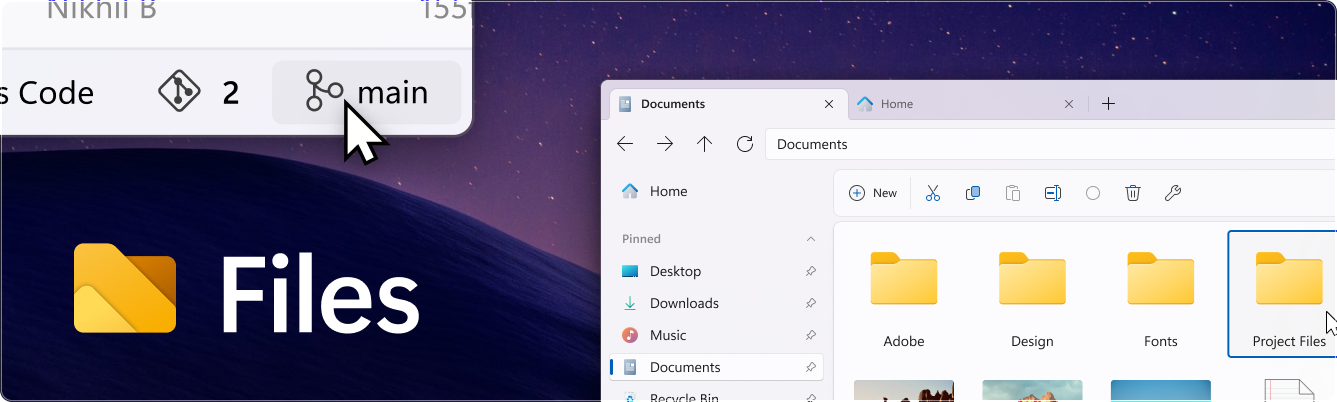 Nikhil B
155
s Code
2
main
Files
Documents
Home
Documents
Home
New
Pinned
Desktop
Downloads
Music
Documents
Recycle Bin
Adobe
Design
Fonts
Project Files